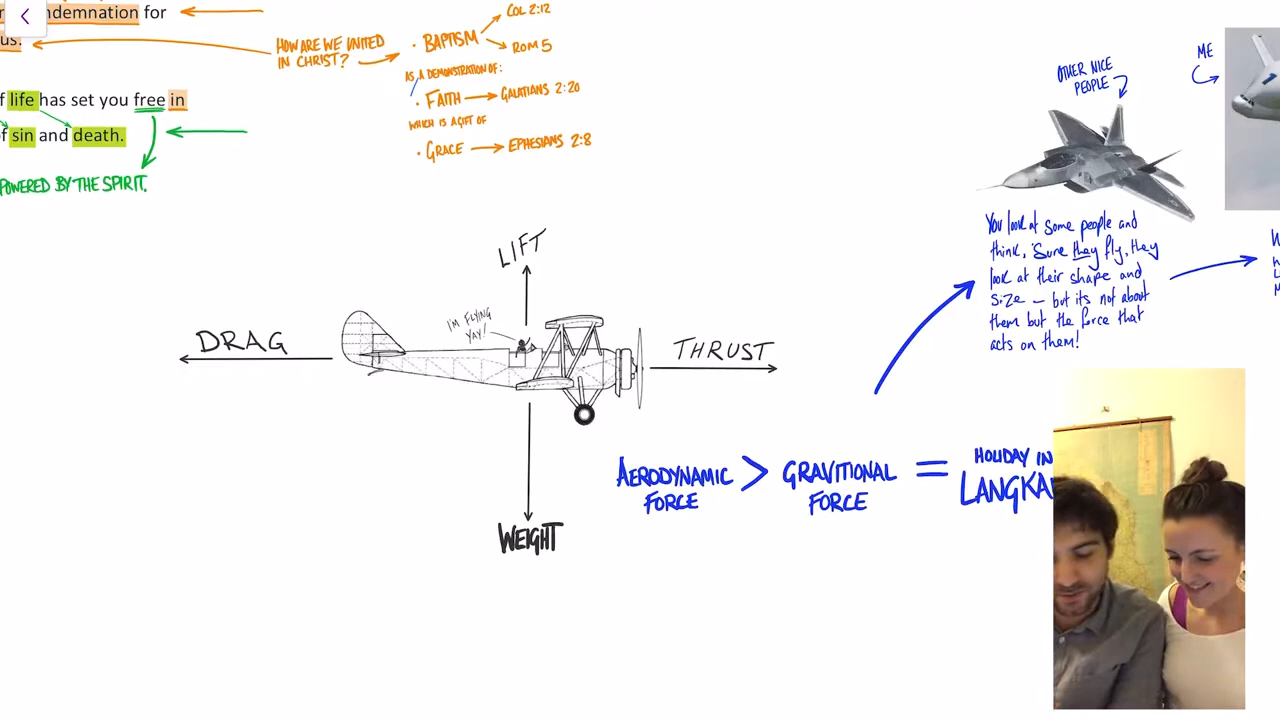 ndemnation for
us.
f life has set you free in
of sin and death.
POWERED BY THE SPIRIT.
HOW ARE WE UNITED
IN CHRIST?
· BAPTISM
COL 2:12
ROM 5
AS A DEMONSTRATION OF:
· FAITH → GALATIANS 2:20
WHICH IS A GIFT OF
· GRACE → EPHESIANS 2:8
OTHER NICE
PEOPLE
ME
You look at some people and
think, 'Sure they fly, they
look at their shape and
size – but its not about
them but the force that
acts on them!
LIFT
I'M FLYING
YAY!
DRAG
THRUST
WEIGHT
AERODYNAMIC
FORCE
>
GRAVITIONAL
FORCE
=
HOLIDAY IN
LANGKA